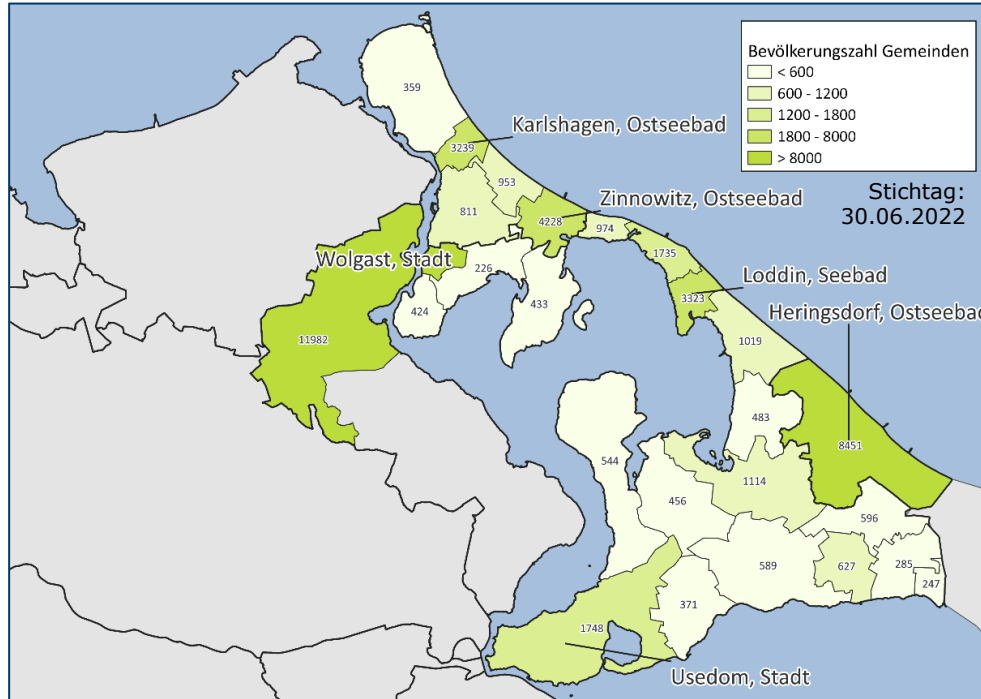 Bevölkerungszahl Gemeinden
< 600
600 - 1200
1200 - 1800
1800 - 8000
> 8000
Stichtag:
30.06.2022
359
Karlshagen, Ostseebad
3239
953
Zinnowitz, Ostseebad
811
4228
974
Wolgast, Stadt
226
1735
Loddin, Seebad
424
433
3323
Heringsdorf, Ostseebad
11982
1019
483
8451
544
1114
456
596
589
627
285
247
371
1748
Usedom, Stadt